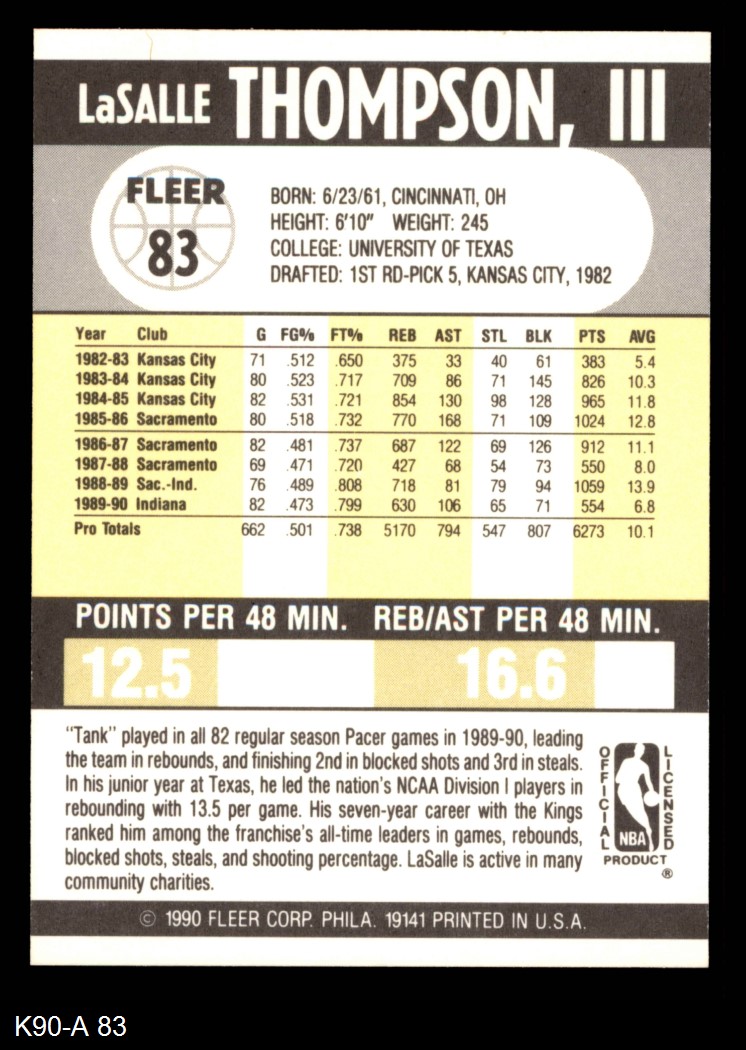 LaSALLE THOMPSON, III
FLEER
83
BORN: 6/23/61, CINCINNATI, OH
HEIGHT: 6'10" WEIGHT: 245
COLLEGE: UNIVERSITY OF TEXAS
DRAFTED: 1ST RD-PICK 5, KANSAS CITY, 1982
Year Club G FG% FT% REB AST STL BLK PTS AVG
1982-83 Kansas City 71 .512 .650 375 33 40 61 383 5.4
1983-84 Kansas City 80 .523 .717 709 86 71 145 826 10.3
1984-85 Kansas City 82 .531 .721 854 130 98 128 965 11.8
1985-86 Sacramento 80 .518 .732 770 168 71 109 1024 12.8
1986-87 Sacramento 82 .481 .737 687 122 69 126 912 11.1
1987-88 Sacramento 69 .471 .720 427 68 54 73 550 8.0
1988-89 Sac.-Ind. 76 .489 .808 718 81 79 94 1059 13.9
1989-90 Indiana 82 .473 .799 630 106 65 71 554 6.8
Pro Totals 662 .501 .738 5170 794 547 807 6273 10.1
POINTS PER 48 MIN. REB/AST PER 48 MIN.
12.5 16.6
"Tank" played in all 82 regular season Pacer games in 1989-90, leading
the team in rebounds, and finishing 2nd in blocked shots and 3rd in steals.
In his junior year at Texas, he led the nation's NCAA Division I players in
rebounding with 13.5 per game. His seven-year career with the Kings
ranked him among the franchise's all-time leaders in games, rebounds,
blocked shots, steals, and shooting percentage. LaSalle is active in many
community charities.
OFFICIAL
LICENSED
NBA
PRODUCT
®
© 1990 FLEER CORP. PHILA. 19141 PRINTED IN U.S.A.
K90-A 83